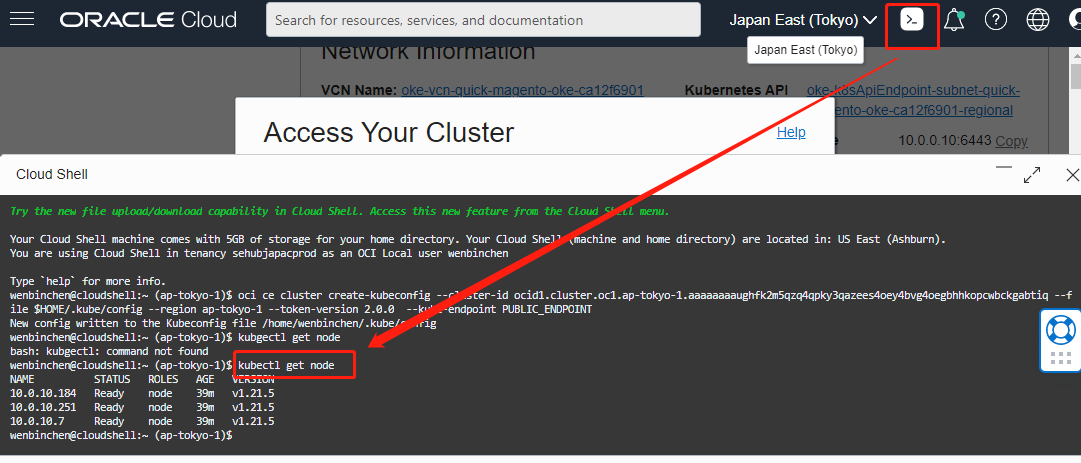 ORACLE Cloud
Search for resources, services, and documentation
Japan East (Tokyo)
Japan East (Tokyo)
Network Information
VCN Name: oke-vcn-quick-magento-oke-ca12f6901
Kubernetes API
oke-k8sApiEndpoint-subnet-quick-
ento-oke-ca12f6901-regional
10.0.0.10:6443 Copy
Access Your Cluster
Help
Cloud Shell
Try the new file upload/download capability in Cloud Shell. Access this new feature from the Cloud Shell menu.
Your Cloud Shell machine comes with 5GB of storage for your home directory. Your Cloud Shell (machine and home directory) are located in: US East (Ashburn).
You are using Cloud Shell in tenancy sehubjapacprod as an OCI Local user wenbinchen
Type `help` for more info.
wenbinchen@cloudshell:~ (ap-tokyo-1)$ oci ce cluster create-kubeconfig --cluster-id ocid1.cluster.oc1.ap-tokyo-1.aaaaaaaaughfk2m5qzq4qpky3qazees4oey4bvg4oegbhhkopcwbckgabtiq --f
ile $HOME/.kube/config --region ap-tokyo-1 --token-version 2.0.0 --kube-endpoint PUBLIC_ENDPOINT
New config written to the Kubeconfig file /home/wenbinchen/.kube/config
wenbinchen@cloudshell:~ (ap-tokyo-1)$ kubgectl get node
bash: kubgectl: command not found
wenbinchen@cloudshell:~ (ap-tokyo-1)$ kubectl get node
NAME STATUS ROLES AGE VERSION
10.0.10.184 Ready node 39m v1.21.5
10.0.10.251 Ready node 39m v1.21.5
10.0.10.7 Ready node 39m v1.21.5
wenbinchen@cloudshell:~ (ap-tokyo-1)$